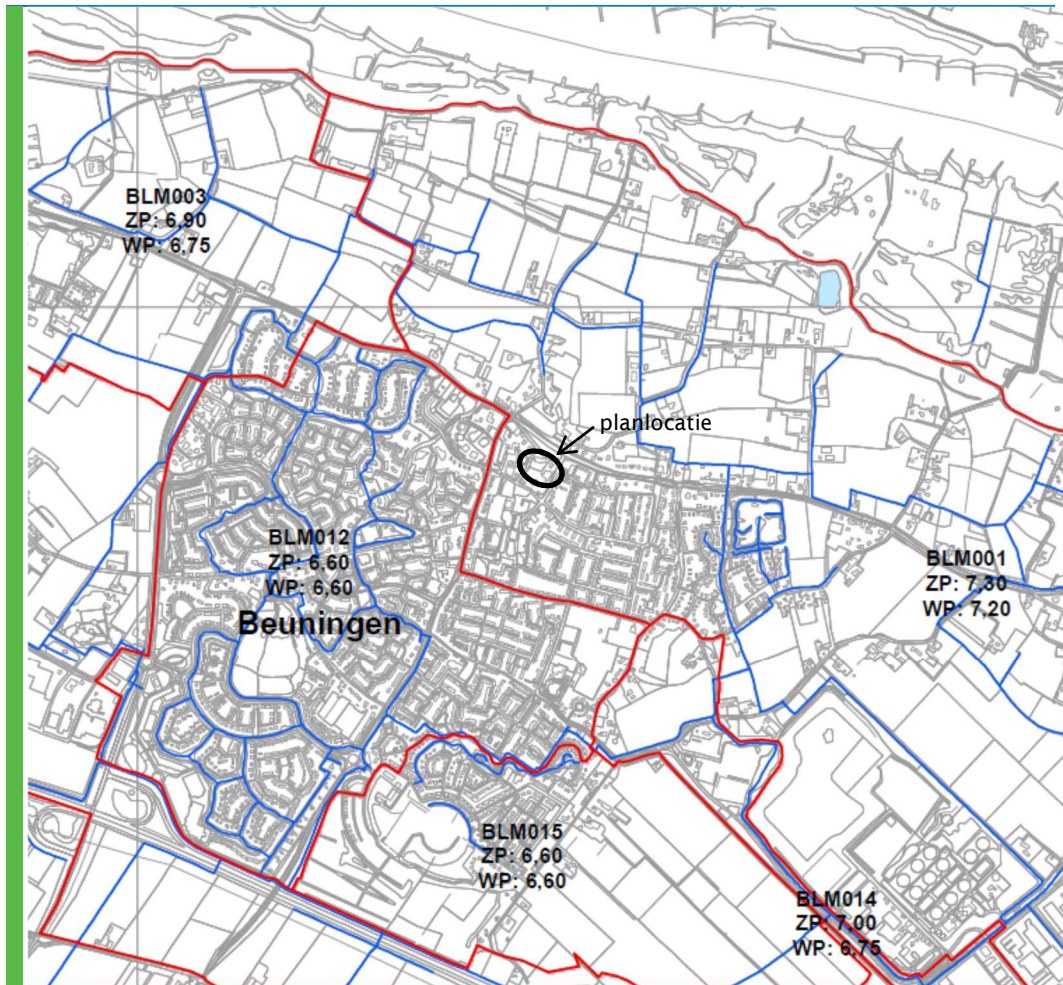 BLM003
ZP: 6,90
WP: 6,75
planlocatie
BLM012
ZP: 6,60
WP: 6,60
Beuningen
BLM001
ZP: 7,30
WP: 7,20
BLM015
ZP: 6,60
WP: 6,60
BLM014
ZP: 7,00
WP: 6,75